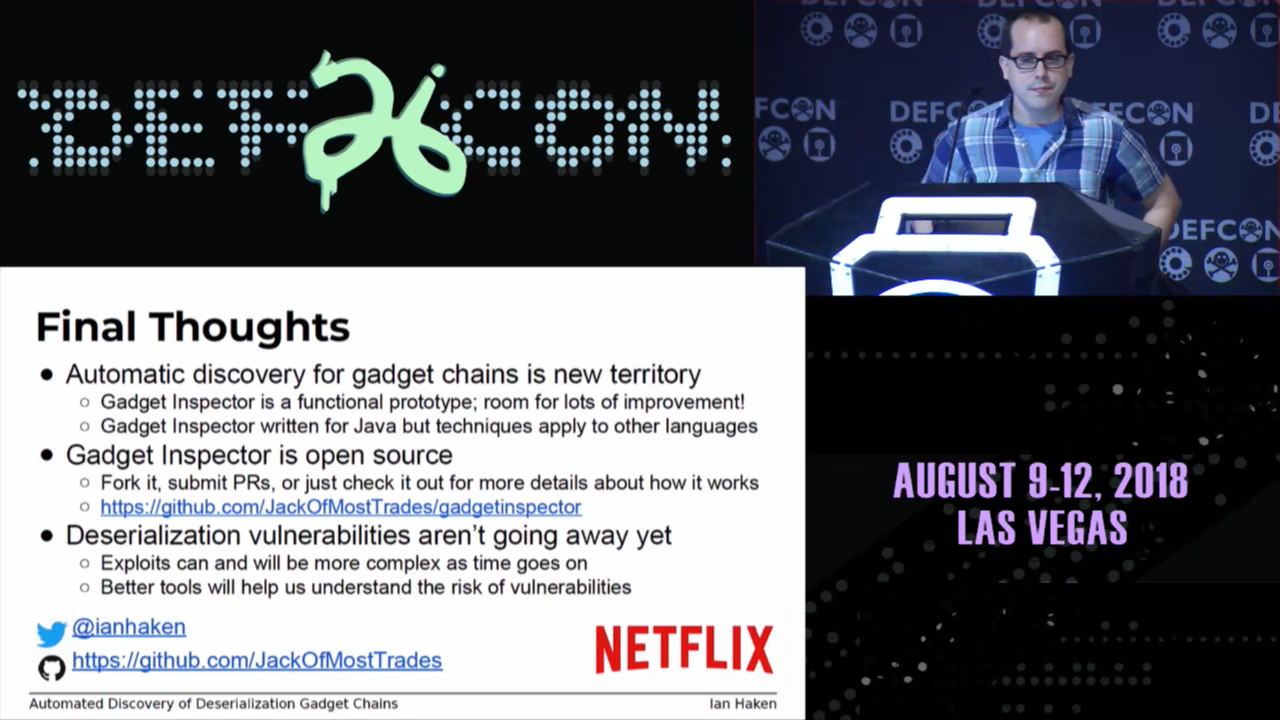 DEF CON 26
DEFCON
DEFCON
DEFCON
DEFCON
Final Thoughts
● Automatic discovery for gadget chains is new territory
○ Gadget Inspector is a functional prototype; room for lots of improvement!
○ Gadget Inspector written for Java but techniques apply to other languages
● Gadget Inspector is open source
○ Fork it, submit PRs, or just check it out for more details about how it works
○ https://github.com/JackOfMostTrades/gadgetinspector
● Deserialization vulnerabilities aren't going away yet
○ Exploits can and will be more complex as time goes on
○ Better tools will help us understand the risk of vulnerabilities
@ianhaken
https://github.com/JackOfMostTrades
NETFLIX
Automated Discovery of Deserialization Gadget Chains
Ian Haken
AUGUST 9-12, 2018
LAS VEGAS